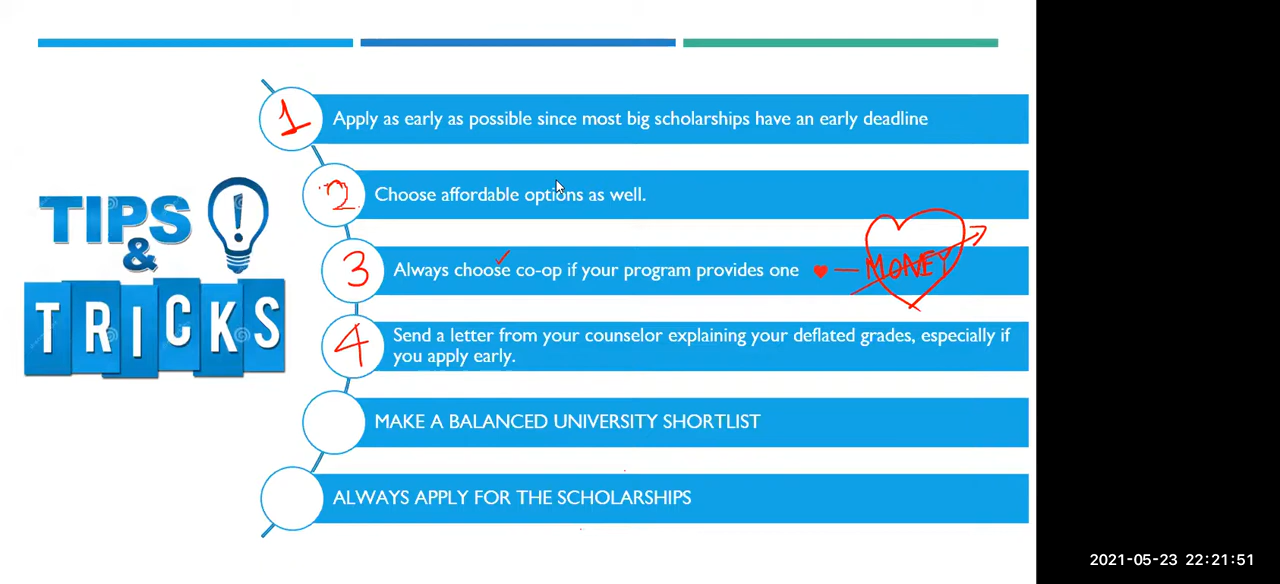 TIPS
&
TRICKS
1
Apply as early as possible since most big scholarships have an early deadline
2
Choose affordable options as well.
3
Always choose co-op if your program provides one
MONEY
4
Send a letter from your counselor explaining your deflated grades, especially if
you apply early.
MAKE A BALANCED UNIVERSITY SHORTLIST
ALWAYS APPLY FOR THE SCHOLARSHIPS
2021-05-23 22:21:51